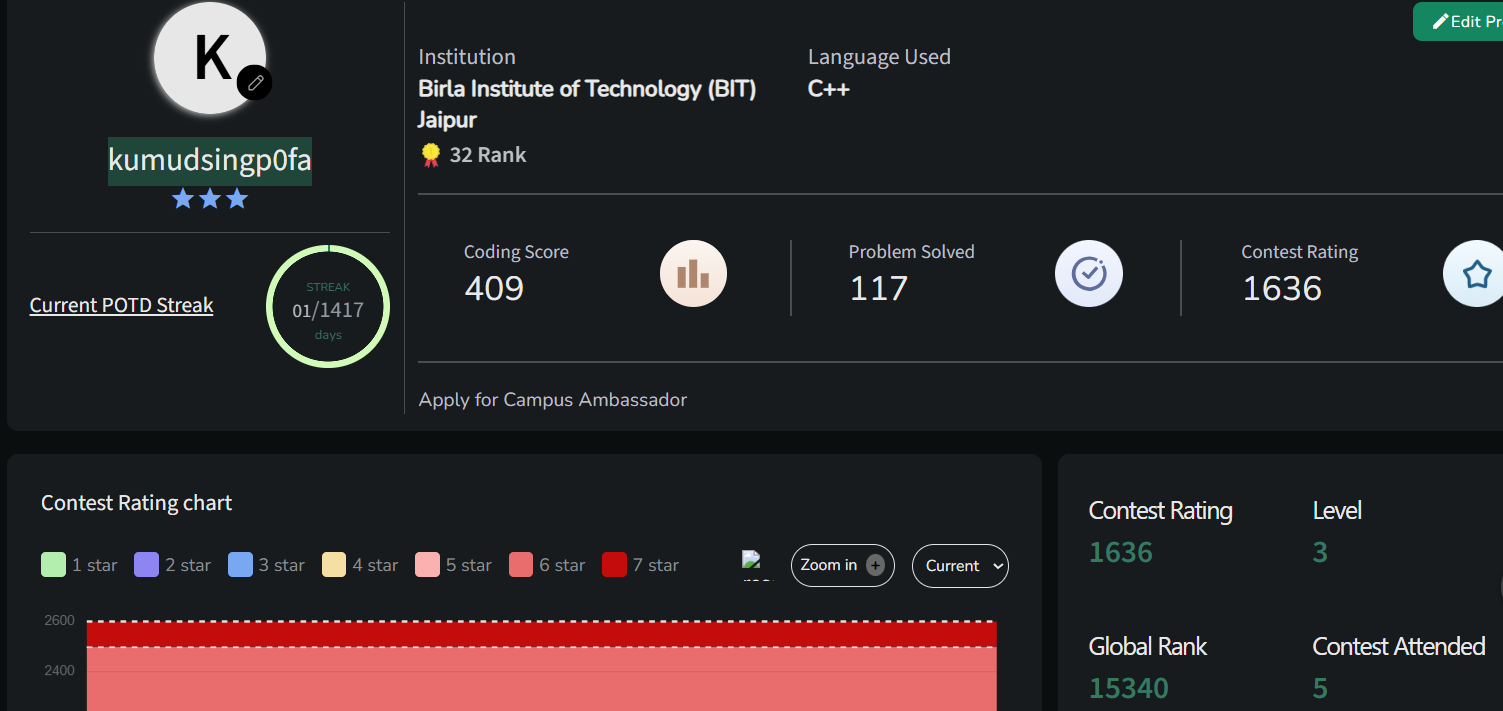 K
kumudsingp0fa
Current POTD Streak
STREAK
01/1417
days
Edit Pr
Institution
Birla Institute of Technology (BIT)
Jaipur
32 Rank
Language Used
C++
Coding Score
409
Problem Solved
117
Contest Rating
1636
Apply for Campus Ambassador
Contest Rating chart
1 star 2 star 3 star 4 star 5 star 6 star 7 star
Zoom in +
Current
2600
2400
Contest Rating
1636
Level
3
Global Rank
15340
Contest Attended
5